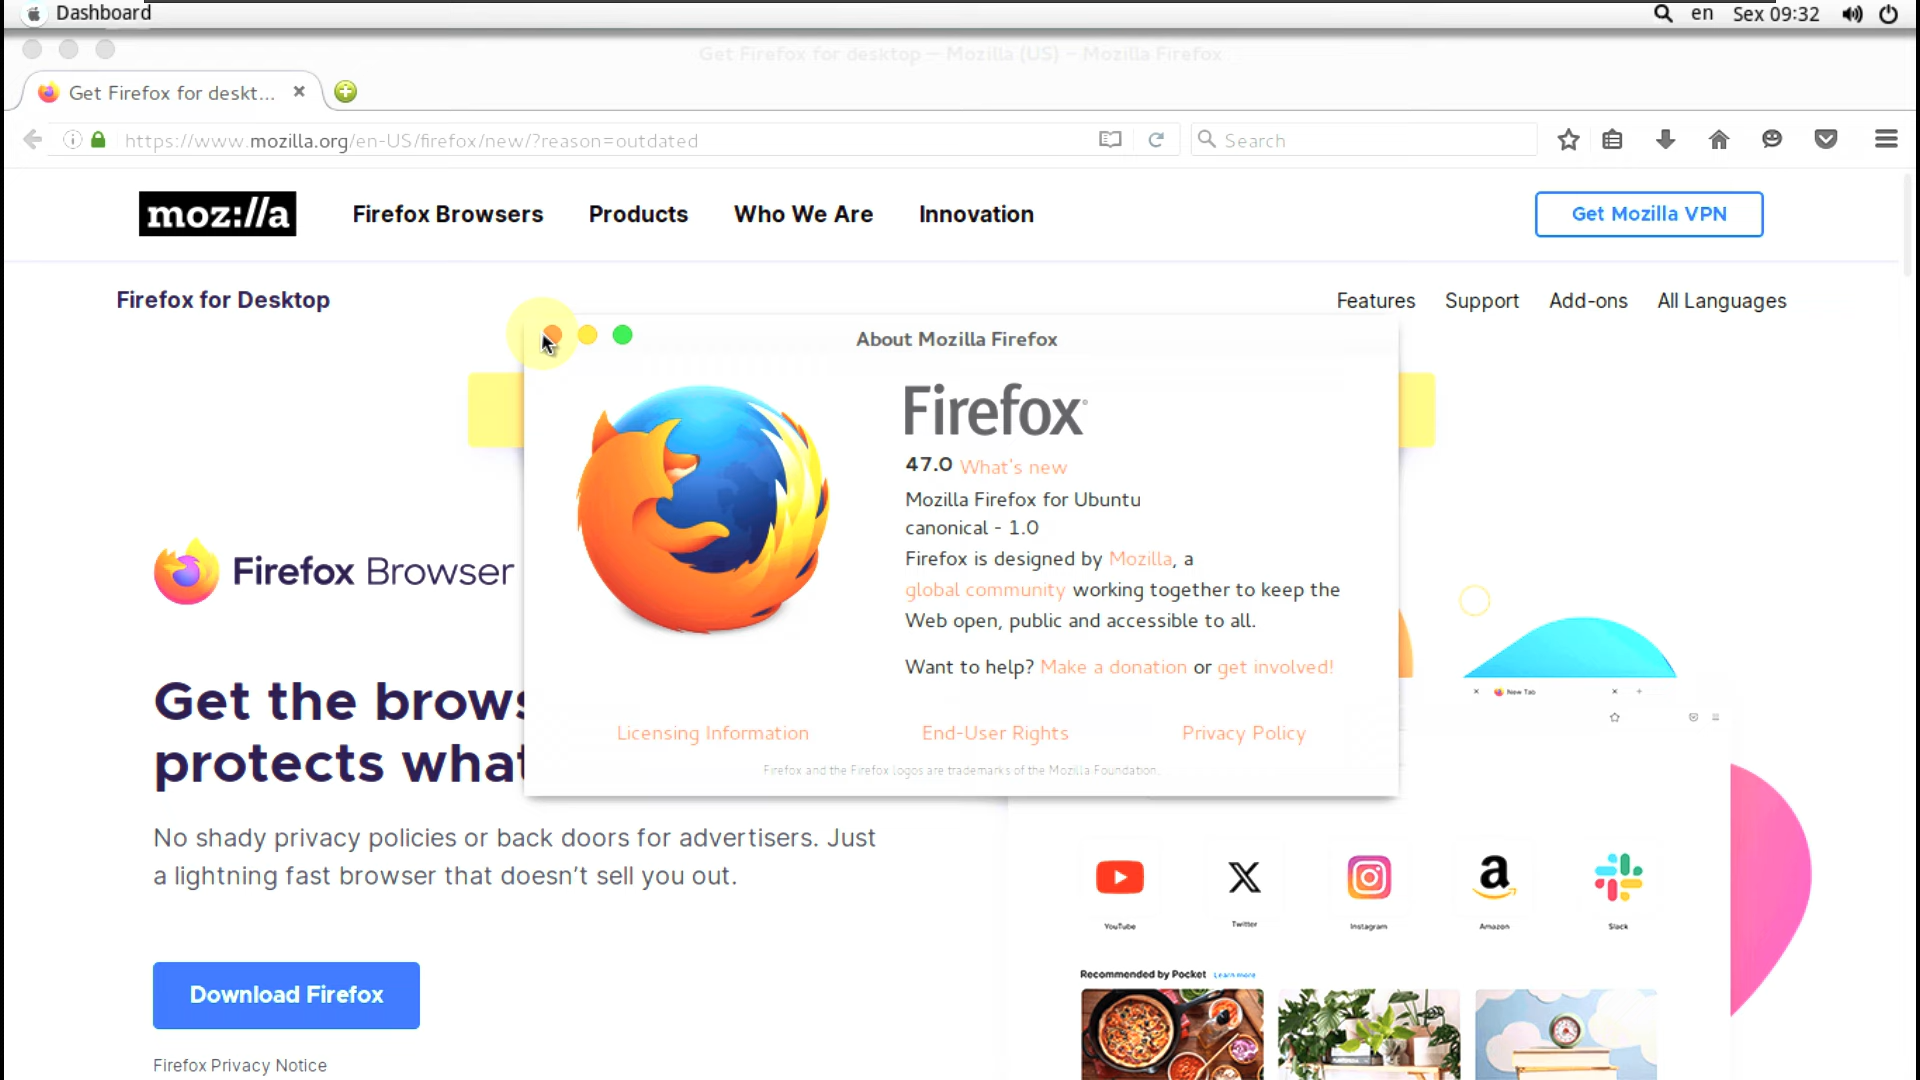 Dashboard
en Sex 09:32
Get Firefox for desktop — Mozilla (US) – Mozilla Firefox
Get Firefox for deskt...
https://www.mozilla.org/en-US/firefox/new/?reason=outdated
Search
moz://a
Firefox Browsers Products Who We Are Innovation
Get Mozilla VPN
Firefox for Desktop
Features Support Add-ons All Languages
About Mozilla Firefox
Firefox
47.0 What's new
Mozilla Firefox for Ubuntu
canonical - 1.0
Firefox is designed by Mozilla, a
global community working together to keep the
Web open, public and accessible to all.
Want to help? Make a donation or get involved!
Licensing Information End-User Rights Privacy Policy
Firefox and the Firefox logos are trademarks of the Mozilla Foundation.
Firefox Browser
Get the brows
protects what
No shady privacy policies or back doors for advertisers. Just
a lightning fast browser that doesn’t sell you out.
Download Firefox
Firefox Privacy Notice
New Tab
YouTube Twitter Instagram Amazon Slack
Recommended by Pocket Learn more